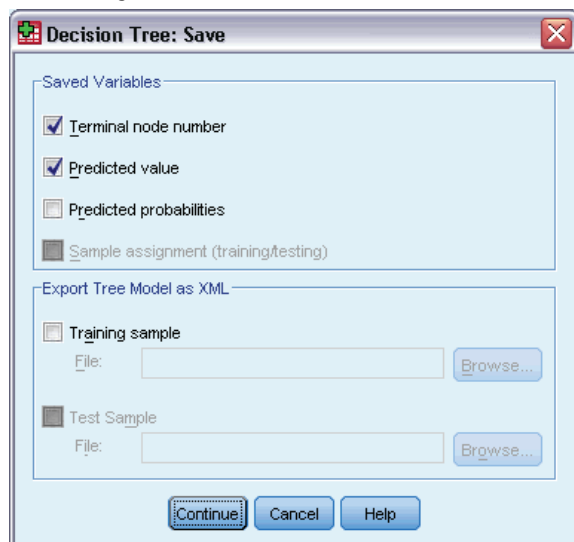 Decision Tree: Save
Saved Variables
Terminal node number
Predicted value
Predicted probabilities
Sample assignment (training/testing)
Export Tree Model as XML
Training sample
File:
Browse...
Test Sample
File:
Browse...
Continue Cancel Help